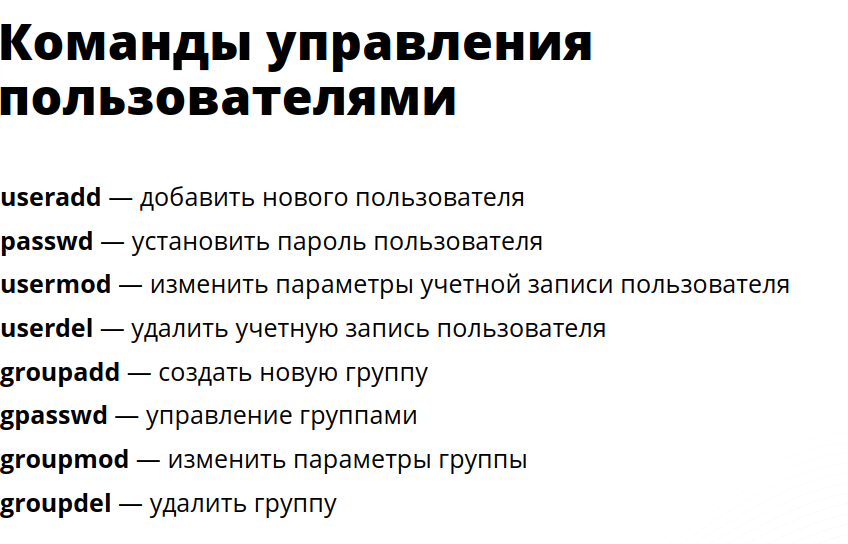 Команды управления
пользователями
useradd — добавить нового пользователя
passwd — установить пароль пользователя
usermod — изменить параметры учетной записи пользователя
userdel — удалить учетную запись пользователя
groupadd — создать новую группу
gpasswd — управление группами
groupmod — изменить параметры группы
groupdel — удалить группу